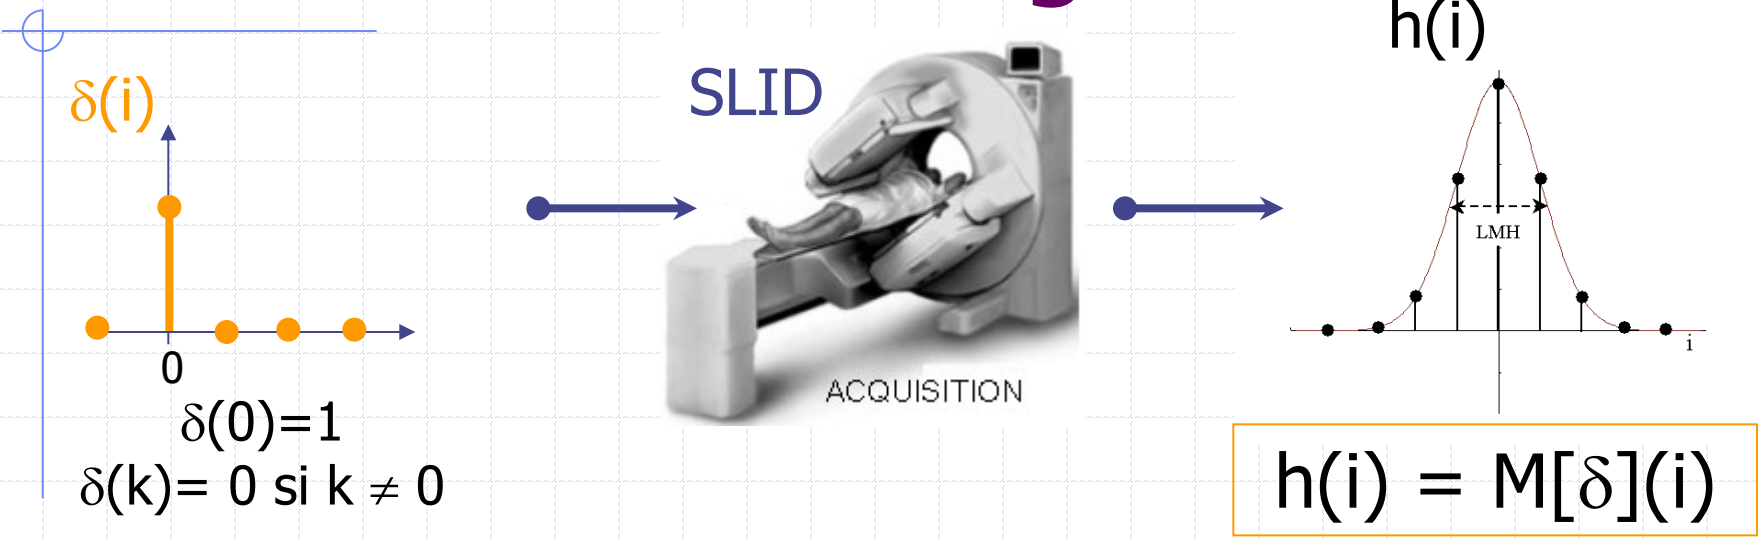 δ(i)
0
δ(0)=1
δ(k)= 0 si k ≠ 0
SLID
ACQUISITION
h(i)
LMH
i
h(i) = M[δ](i)